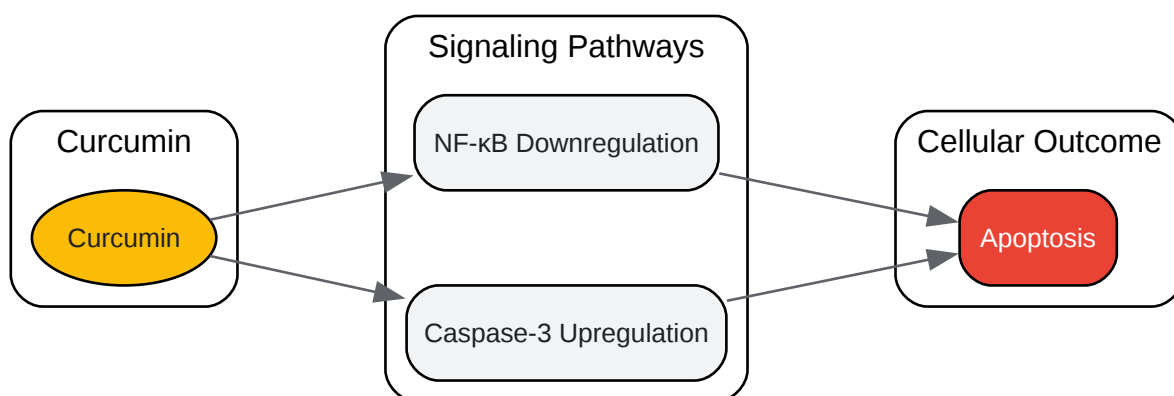 Curcumin
Curcumin
Signaling Pathways
NF-κB Downregulation
Caspase-3 Upregulation
Cellular Outcome
Apoptosis